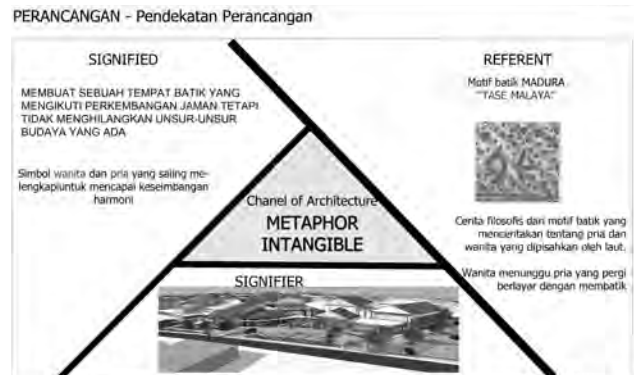 PERANCANGAN - Pendekatan Perancangan
SIGNIFIED
MEMBUAT SEBUAH TEMPAT BATIK YANG
MENGIKUTI PERKEMBANGAN JAMAN TETAPI
TIDAK MENGHILANGKAN UNSUR-UNSUR
BUDAYA YANG ADA
Simbol wanita dan pria yang saling me-
lengkapiuntuk mencapai keseimbangan
harmoni
REFERENT
Motif batik MADURA
"TASE MALAYA"
Cerita filosofis dari motif batik yang
menceritakan tentang pria dan
wanita yang dipisahkan oleh laut.
Wanita menunggu pria yang pergi
berlayar dengan membatik
Chanel of Architecture
METAPHOR
INTANGIBLE
SIGNIFIER